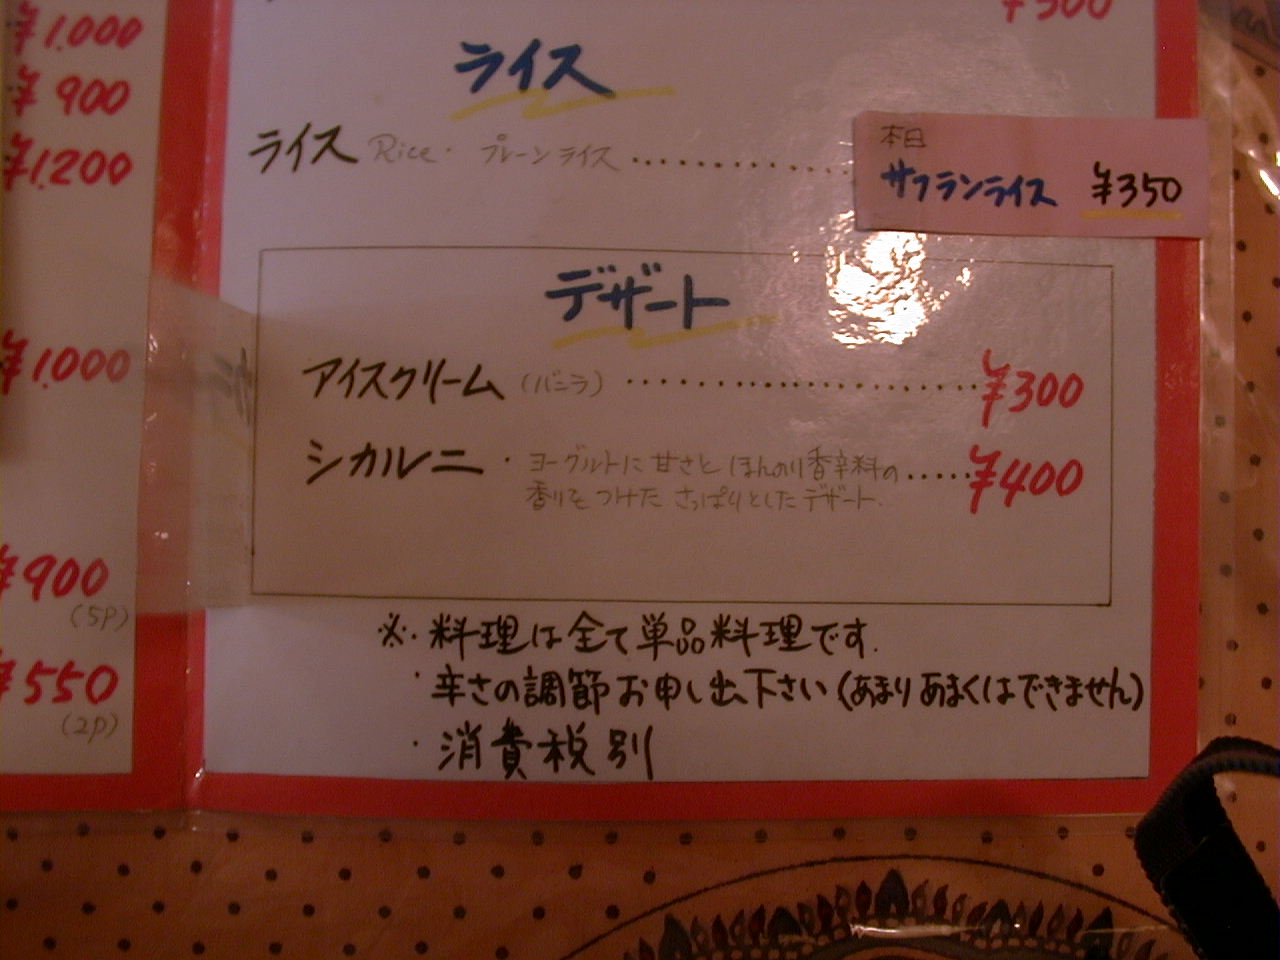 ¥1.000
¥900
¥1.200
¥1.000
¥900
(5P)
¥550
(2P)
¥300
ライス
ライス Rice・プレーンライス ……………
本日
サフランライス ¥350
デザート
アイスクリーム (バニラ) …………………… ¥300
シカルニ ・ ヨーグルトに甘さと ほんのり香辛料の …… ¥400
香りを つけた さっぱりとした デザート.
※・料理は全て単品料理です.
・辛さの調節お申し出下さい (あまりあまくはできません)
・消費税別